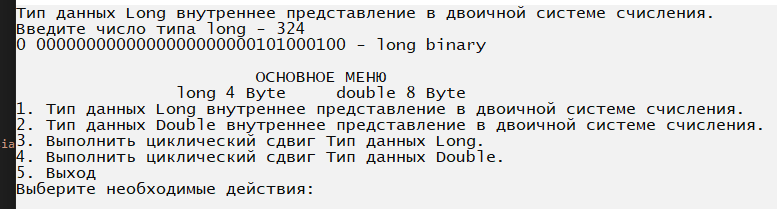 Тип данных Long внутреннее представление в двоичной системе счисления.
Введите число типа long - 324
0 0000000000000000000000101000100 - long binary
ОСНОВНОЕ МЕНЮ
long 4 Byte double 8 Byte
1. Тип данных Long внутреннее представление в двоичной системе счисления.
2. Тип данных Double внутреннее представление в двоичной системе счисления.
ia
3. Выполнить циклический сдвиг Тип данных Long.
4. Выполнить циклический сдвиг Тип данных Double.
5. Выход
Выберите необходимые действия: